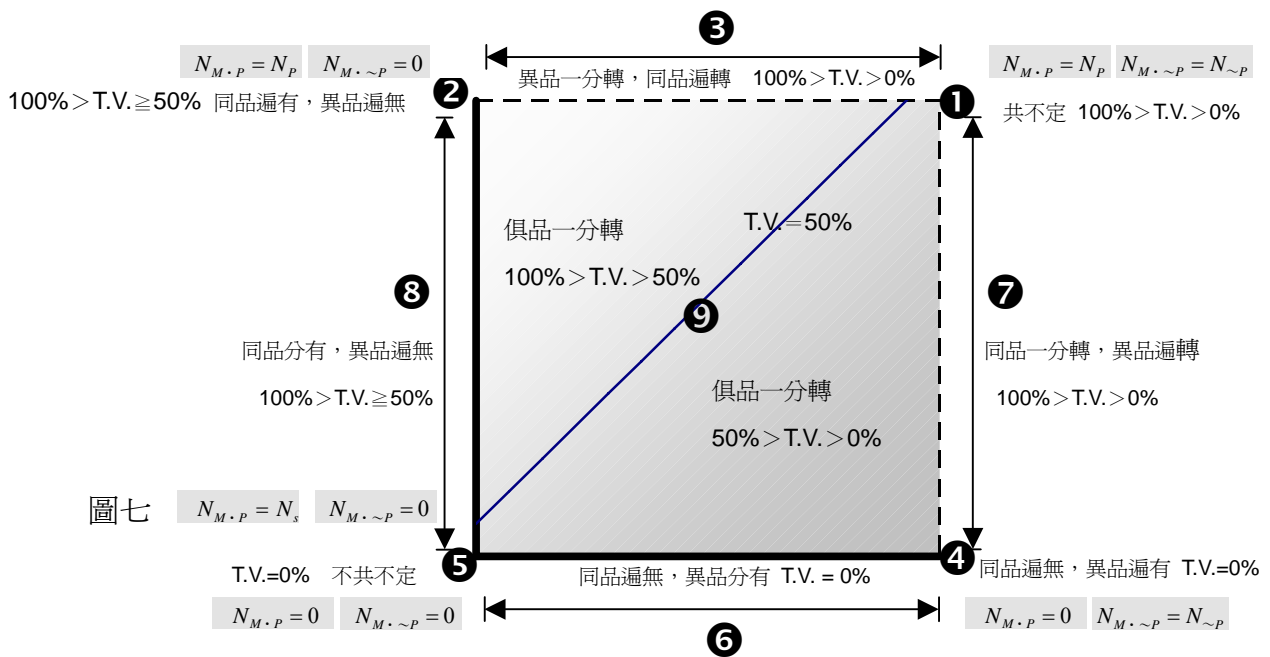 ❸
N_{M·P} = N_P N_{M·~P} = 0
N_{M·P} = N_P N_{M·~P} = N_{~P}
異品一分轉，同品遍轉 100%＞T.V.＞0%
100%＞T.V.≧50% 同品遍有，異品遍無 ❷
❶
共不定 100%＞T.V.＞0%
俱品一分轉
100%＞T.V.＞50%
T.V.＝50%
❽
❾
❼
同品分有，異品遍無
100%＞T.V.≧50%
俱品一分轉
50%＞T.V.＞0%
同品一分轉，異品遍轉
100%＞T.V.＞0%
圖七 N_{M·P} = N_s N_{M·~P} = 0
T.V.=0% 不共不定 ❺
同品遍無，異品分有 T.V. = 0%
❹ 同品遍無，異品遍有 T.V.=0%
N_{M·P} = 0 N_{M·~P} = 0
❻
N_{M·P} = 0 N_{M·~P} = N_{~P}